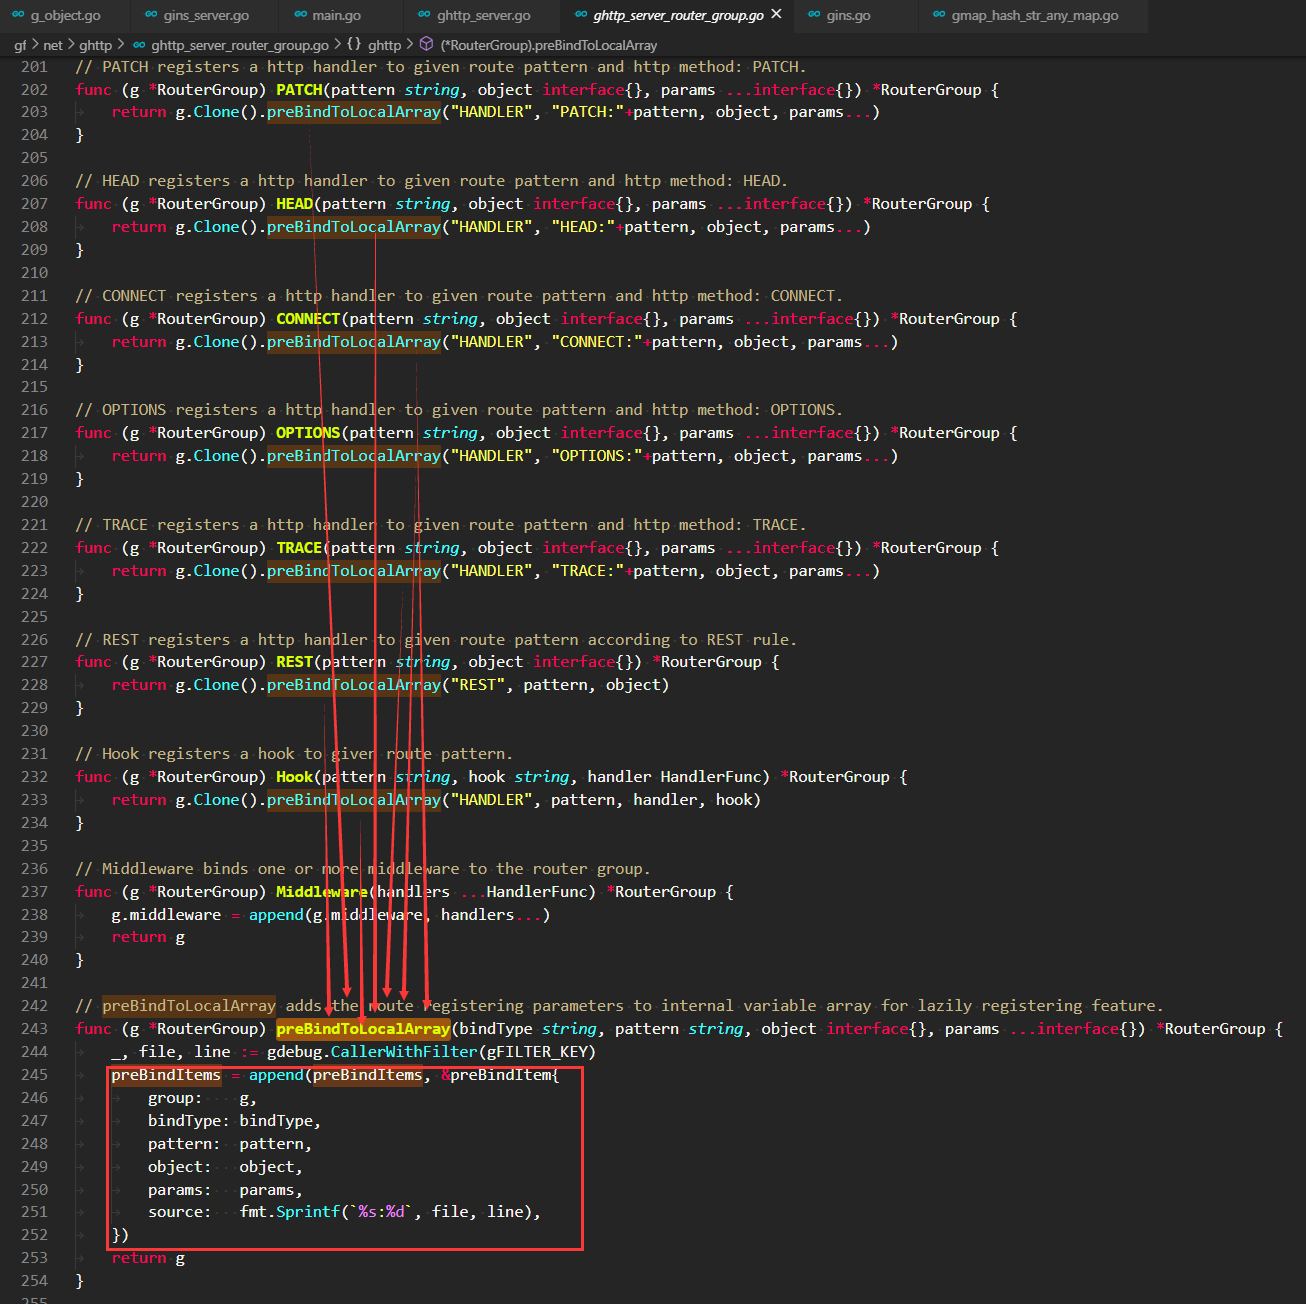 g_object.go gins_server.go main.go ghttp_server.go ghttp_server_router_group.go × gins.go gmap_hash_str_any_map.go
gf > net > ghttp > ghttp_server_router_group.go > {} ghttp > (*RouterGroup).preBindToLocalArray
201 // PATCH registers a http handler to given route pattern and http method: PATCH.
202 func (g *RouterGroup) PATCH(pattern string, object interface{}, params ...interface{}) *RouterGroup {
203 return g.Clone().preBindToLocalArray("HANDLER", "PATCH:"+pattern, object, params...)
204 }
205
206 // HEAD registers a http handler to given route pattern and http method: HEAD.
207 func (g *RouterGroup) HEAD(pattern string, object interface{}, params ...interface{}) *RouterGroup {
208 return g.Clone().preBindToLocalArray("HANDLER", "HEAD:"+pattern, object, params...)
209 }
210
211 // CONNECT registers a http handler to given route pattern and http method: CONNECT.
212 func (g *RouterGroup) CONNECT(pattern string, object interface{}, params ...interface{}) *RouterGroup {
213 return g.Clone().preBindToLocalArray("HANDLER", "CONNECT:"+pattern, object, params...)
214 }
215
216 // OPTIONS registers a http handler to given route pattern and http method: OPTIONS.
217 func (g *RouterGroup) OPTIONS(pattern string, object interface{}, params ...interface{}) *RouterGroup {
218 return g.Clone().preBindToLocalArray("HANDLER", "OPTIONS:"+pattern, object, params...)
219 }
220
221 // TRACE registers a http handler to given route pattern and http method: TRACE.
222 func (g *RouterGroup) TRACE(pattern string, object interface{}, params ...interface{}) *RouterGroup {
223 return g.Clone().preBindToLocalArray("HANDLER", "TRACE:"+pattern, object, params...)
224 }
225
226 // REST registers a http handler to given route pattern according to REST rule.
227 func (g *RouterGroup) REST(pattern string, object interface{}) *RouterGroup {
228 return g.Clone().preBindToLocalArray("REST", pattern, object)
229 }
230
231 // Hook registers a hook to given route pattern.
232 func (g *RouterGroup) Hook(pattern string, hook string, handler HandlerFunc) *RouterGroup {
233 return g.Clone().preBindToLocalArray("HANDLER", pattern, handler, hook)
234 }
235
236 // Middleware binds one or more middleware to the router group.
237 func (g *RouterGroup) Middleware(handlers ...HandlerFunc) *RouterGroup {
238 g.middleware = append(g.middleware, handlers...)
239 return g
240 }
241
242 // preBindToLocalArray adds the route registering parameters to internal variable array for lazily registering feature.
243 func (g *RouterGroup) preBindToLocalArray(bindType string, pattern string, object interface{}, params ...interface{}) *RouterGroup {
244 _, file, line := gdebug.CallerWithFilter(gFILTER_KEY)
245 preBindItems = append(preBindItems, &preBindItem{
246 group: g,
247 bindType: bindType,
248 pattern: pattern,
249 object: object,
250 params: params,
251 source: fmt.Sprintf(`%s:%d`, file, line),
252 })
253 return g
254 }
255